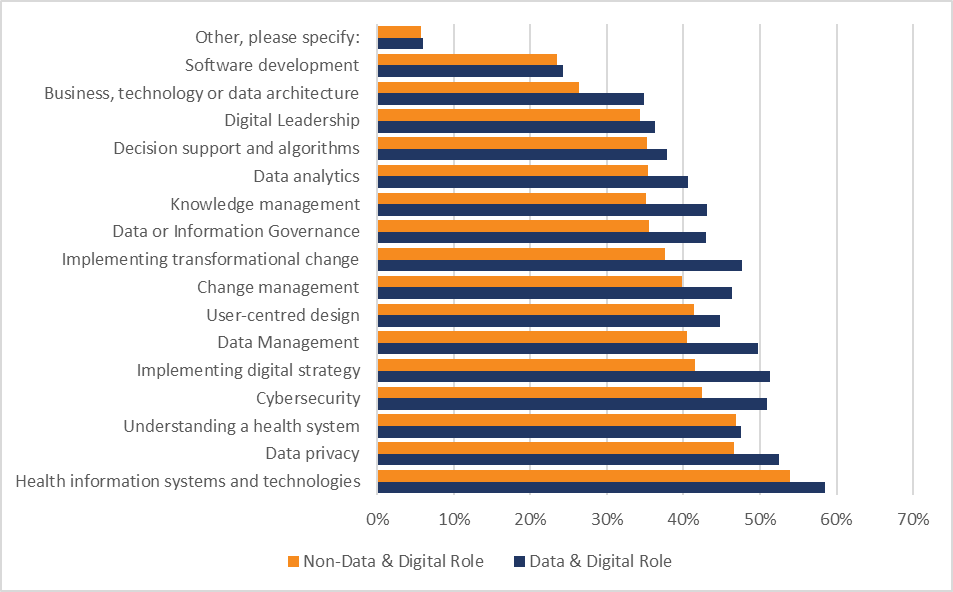 Other, please specify:
Software development
Business, technology or data architecture
Digital Leadership
Decision support and algorithms
Data analytics
Knowledge management
Data or Information Governance
Implementing transformational change
Change management
User-centred design
Data Management
Implementing digital strategy
Cybersecurity
Understanding a health system
Data privacy
Health information systems and technologies
0% 10% 20% 30% 40% 50% 60% 70%
Non-Data & Digital Role Data & Digital Role